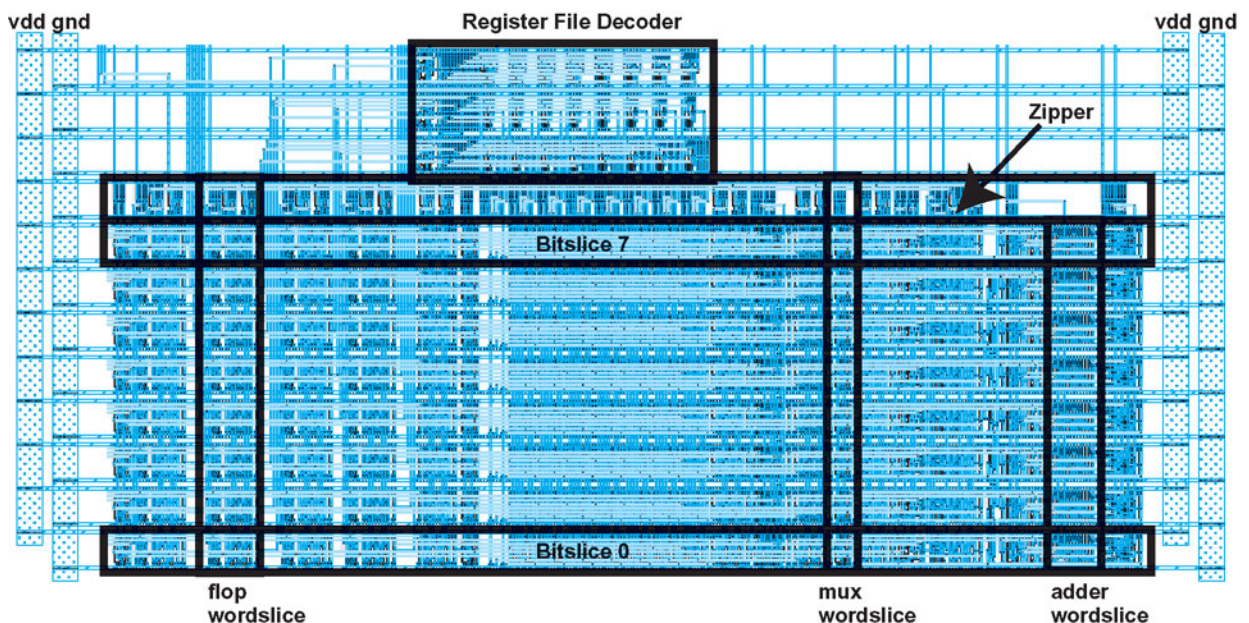 Register File Decoder
vdd gnd
vdd gnd
Zipper
Bitslice 7
Bitslice 0
flop
wordslice
mux
wordslice
adder
wordslice